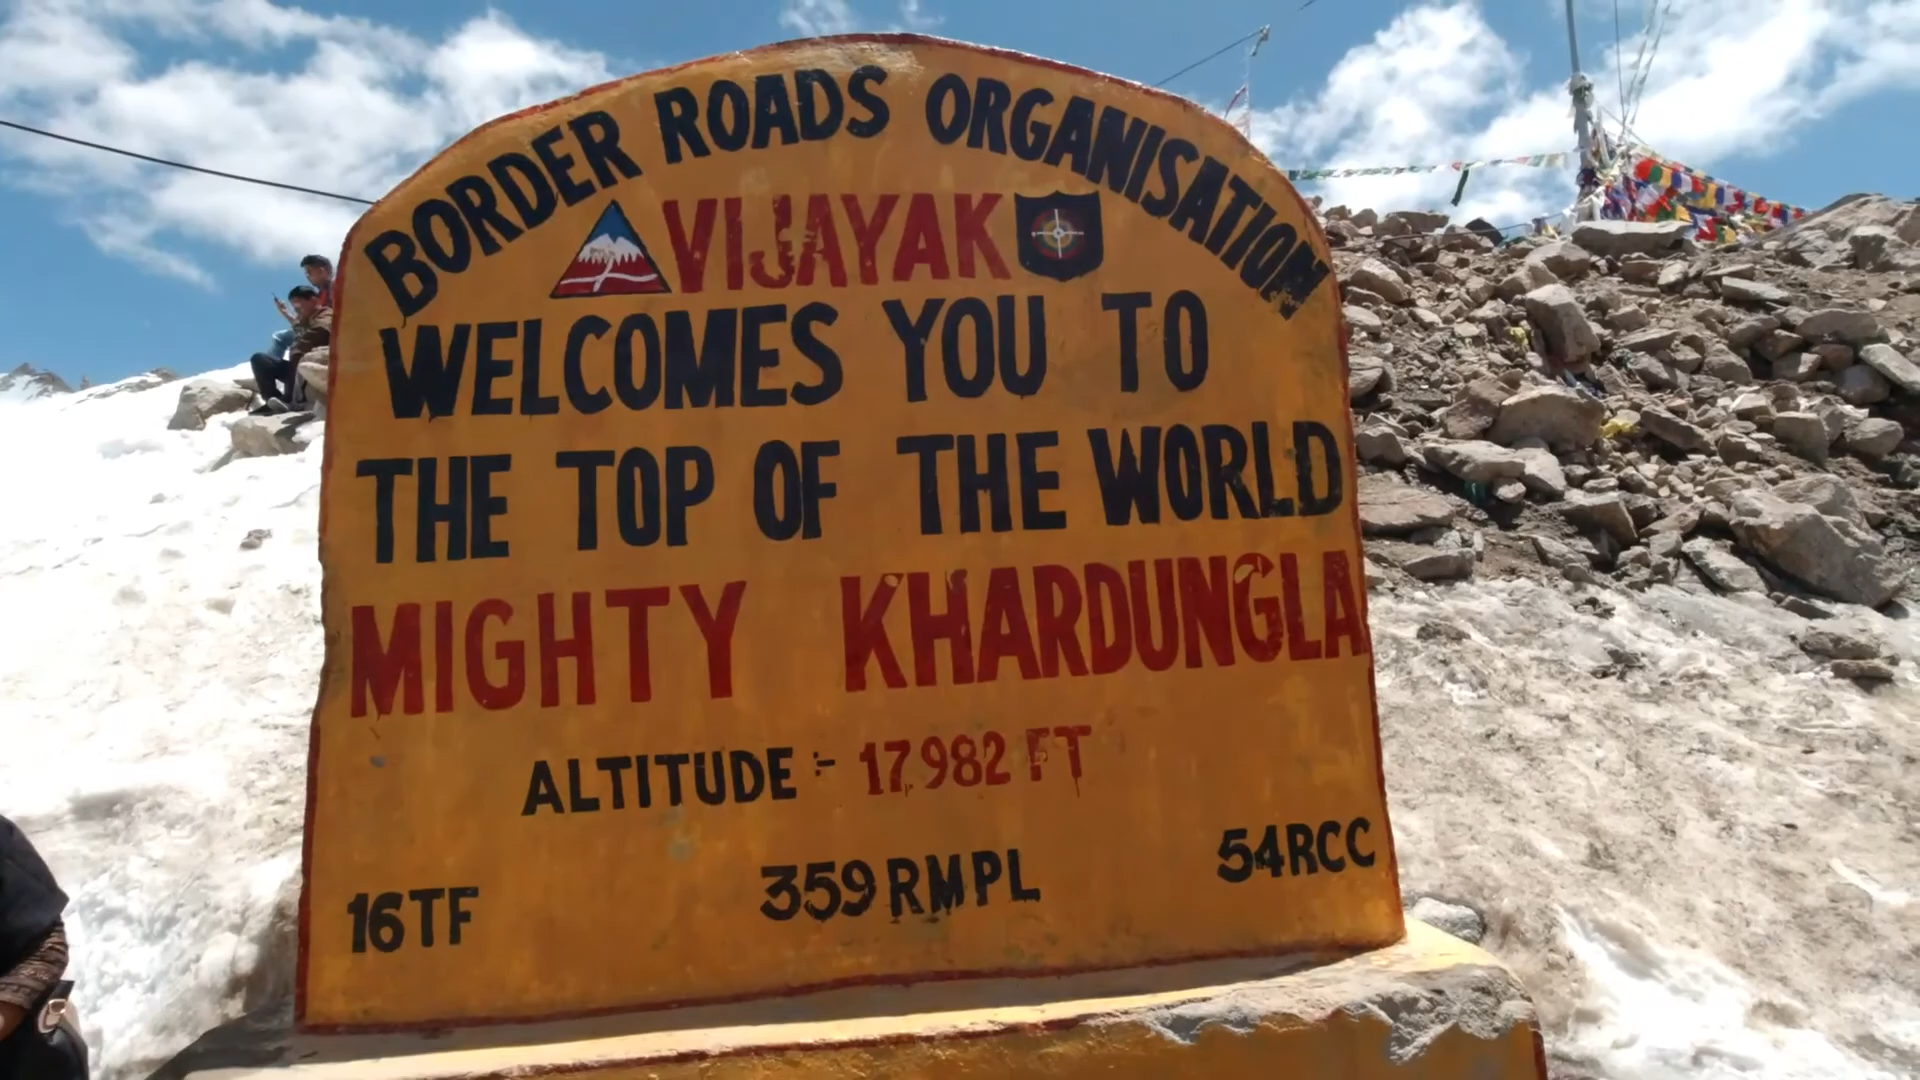 BORDER ROADS ORGANISATION
VIJAYAK
WELCOMES YOU TO
THE TOP OF THE WORLD
MIGHTY KHARDUNGLA
ALTITUDE :- 17,982 FT
16TF 359RMPL 54RCC